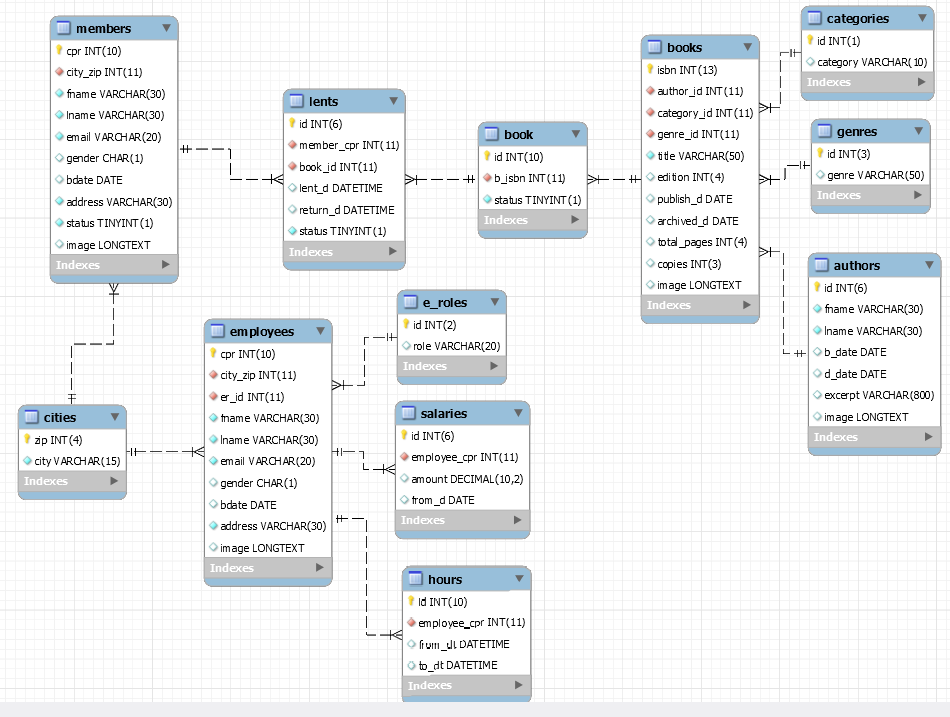 members
cpr INT(10)
city_zip INT(11)
fname VARCHAR(30)
lname VARCHAR(30)
email VARCHAR(20)
gender CHAR(1)
bdate DATE
address VARCHAR(30)
status TINYINT(1)
image LONGTEXT
Indexes
lents
id INT(6)
member_cpr INT(11)
book_id INT(11)
lent_d DATETIME
return_d DATETIME
status TINYINT(1)
Indexes
book
id INT(10)
b_isbn INT(11)
status TINYINT(1)
Indexes
books
isbn INT(13)
author_id INT(11)
category_id INT(11)
genre_id INT(11)
title VARCHAR(50)
edition INT(4)
publish_d DATE
archived_d DATE
total_pages INT(4)
copies INT(3)
image LONGTEXT
Indexes
categories
id INT(1)
category VARCHAR(10)
Indexes
genres
id INT(3)
genre VARCHAR(50)
Indexes
authors
id INT(6)
fname VARCHAR(30)
lname VARCHAR(30)
b_date DATE
d_date DATE
excerpt VARCHAR(800)
image LONGTEXT
Indexes
cities
zip INT(4)
city VARCHAR(15)
Indexes
employees
cpr INT(10)
city_zip INT(11)
er_id INT(11)
fname VARCHAR(30)
lname VARCHAR(30)
email VARCHAR(20)
gender CHAR(1)
bdate DATE
address VARCHAR(30)
image LONGTEXT
Indexes
e_roles
id INT(2)
role VARCHAR(20)
Indexes
salaries
id INT(6)
employee_cpr INT(11)
amount DECIMAL(10,2)
from_d DATE
Indexes
hours
id INT(10)
employee_cpr INT(11)
from_dt DATETIME
to_dt DATETIME
Indexes